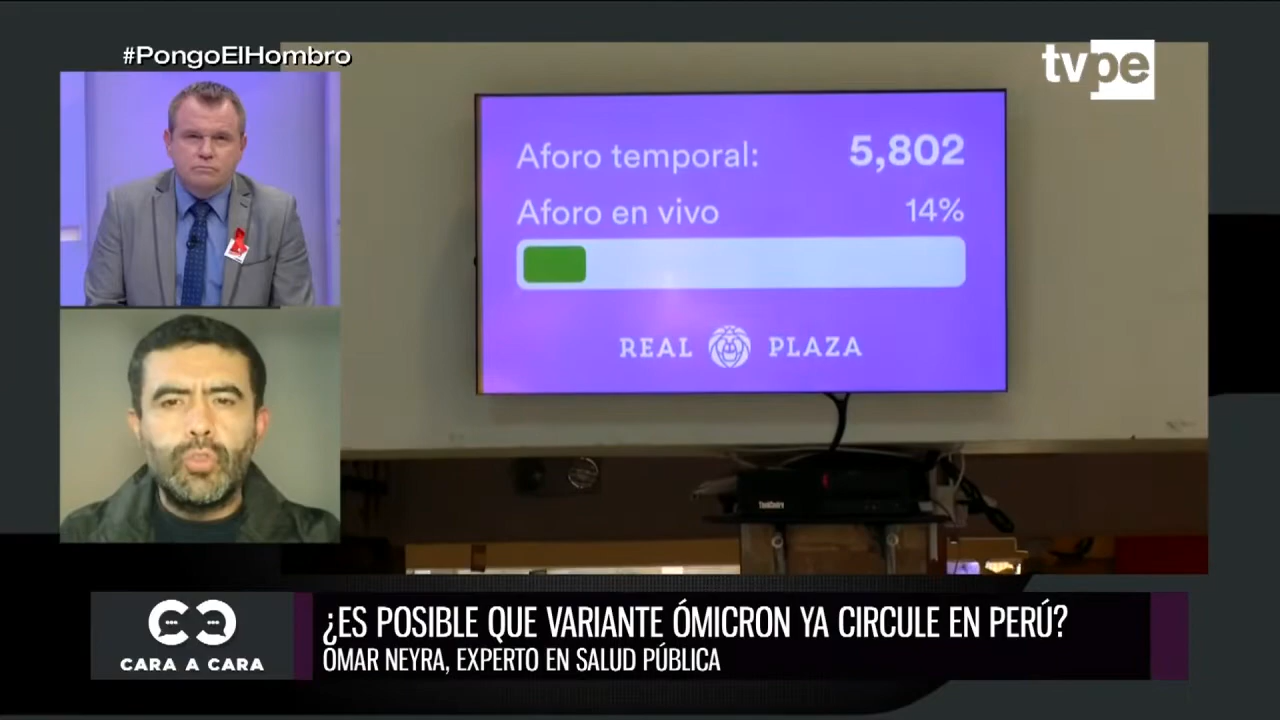 #PongoElHombro
tvpe
Aforo temporal: 5,802
Aforo en vivo 14%
REAL PLAZA
ThinkCentre
CARA A CARA
¿ES POSIBLE QUE VARIANTE ÓMICRON YA CIRCULE EN PERÚ?
OMAR NEYRA, EXPERTO EN SALUD PÚBLICA